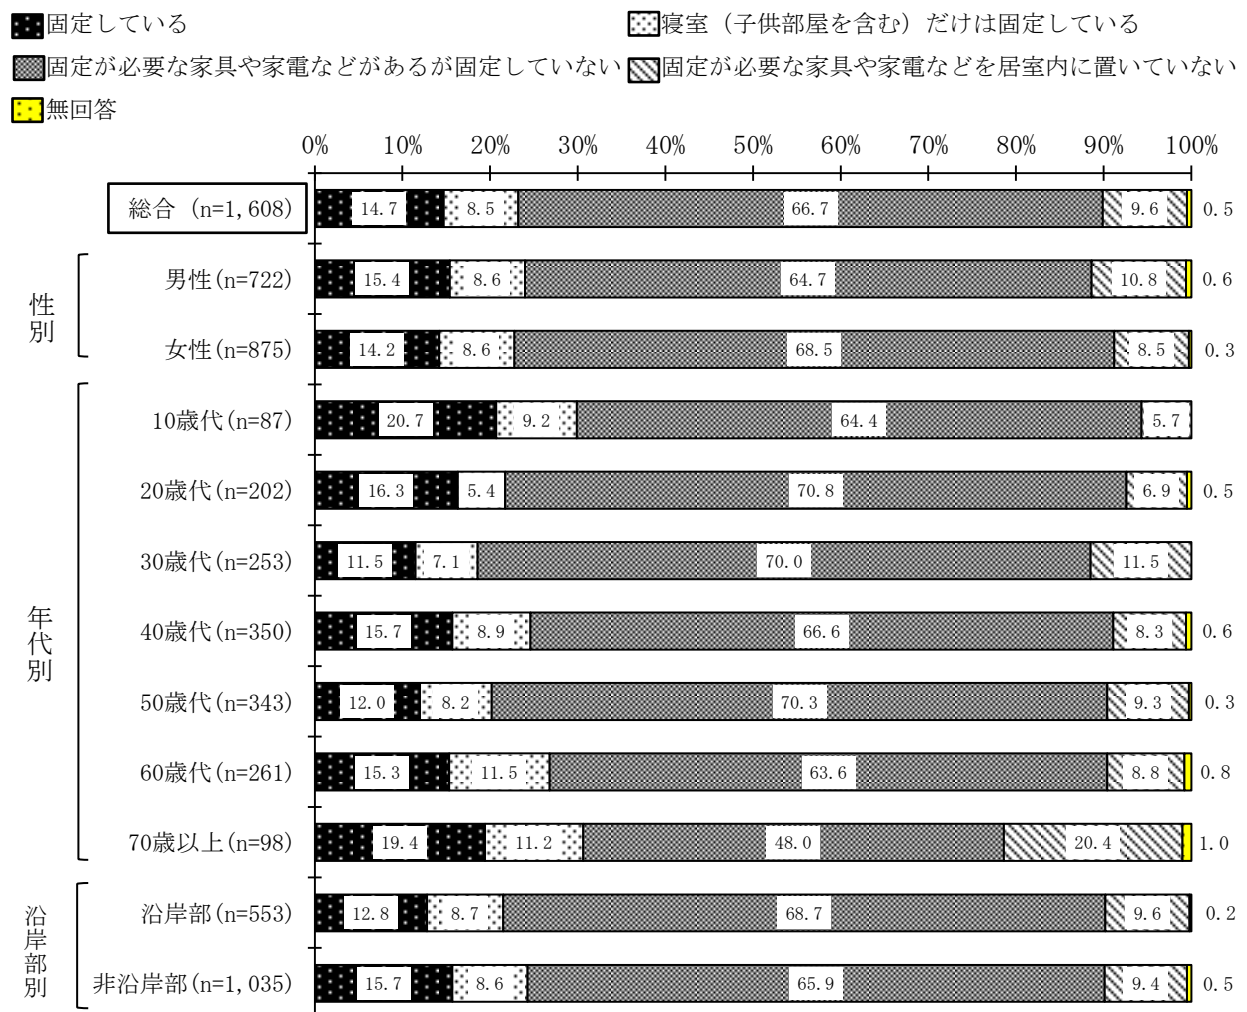 固定している 寝室（子供部屋を含む）だけは固定している
固定が必要な家具や家電などがあるが固定していない 固定が必要な家具や家電などを居室内に置いていない
無回答
0% 10% 20% 30% 40% 50% 60% 70% 80% 90% 100%
総合 (n=1,608) 14.7 8.5 66.7 9.6 0.5
性別
男性(n=722) 15.4 8.6 64.7 10.8 0.6
女性(n=875) 14.2 8.6 68.5 8.5 0.3
年代別
10歳代(n=87) 20.7 9.2 64.4 5.7
20歳代(n=202) 16.3 5.4 70.8 6.9 0.5
30歳代(n=253) 11.5 7.1 70.0 11.5
40歳代(n=350) 15.7 8.9 66.6 8.3 0.6
50歳代(n=343) 12.0 8.2 70.3 9.3 0.3
60歳代(n=261) 15.3 11.5 63.6 8.8 0.8
70歳以上(n=98) 19.4 11.2 48.0 20.4 1.0
沿岸部別
沿岸部(n=553) 12.8 8.7 68.7 9.6 0.2
非沿岸部(n=1,035) 15.7 8.6 65.9 9.4 0.5